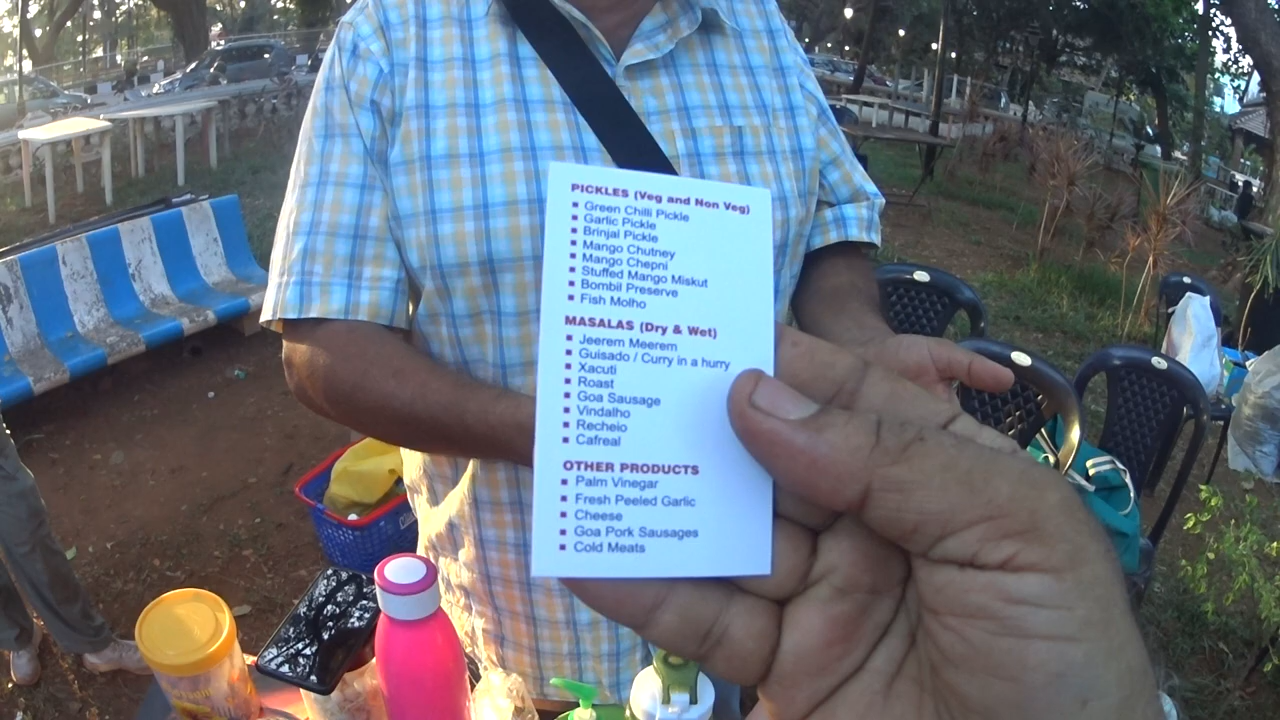 PICKLES (Veg and Non Veg)
Green Chilli Pickle
Garlic Pickle
Brinjal Pickle
Mango Chutney
Mango Chepni
Stuffed Mango Miskut
Bombil Preserve
Fish Molho
MASALAS (Dry & Wet)
Jeerem Meerem
Guisado / Curry in a hurry
Xacuti
Roast
Goa Sausage
Vindalho
Recheio
Cafreal
OTHER PRODUCTS
Palm Vinegar
Fresh Peeled Garlic
Cheese
Goa Pork Sausages
Cold Meats